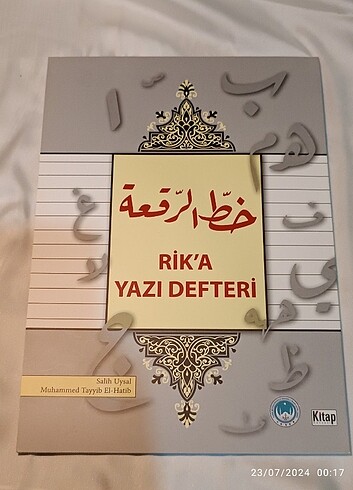 خطّ الرّقعة
RİK'A
YAZI DEFTERİ
Salih Uysal
Muhammed Tayyib El-Hatib
Kitap
23/07/2024 00:17